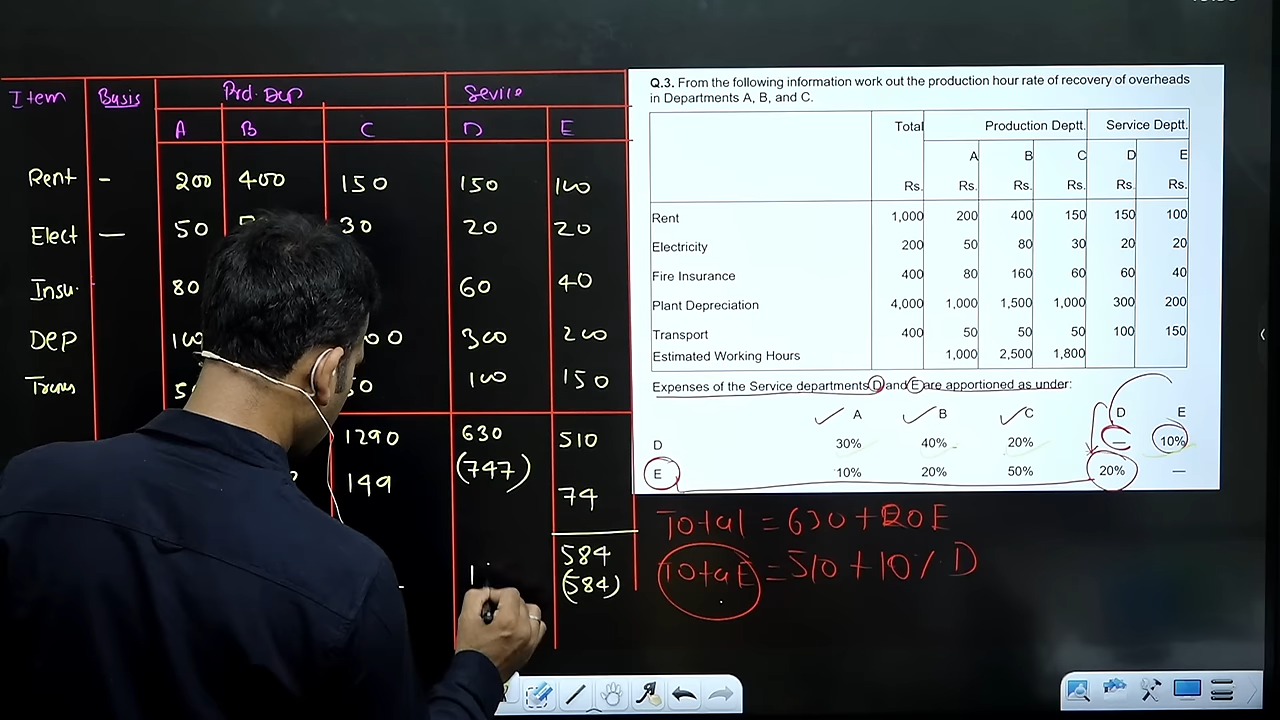 Item Basis Prd. Dep Sevice
A B C D E
Rent - 200 400 150 150 100
Elect — 50 30 20 20
Insu. 80 60 40
Dep 300 200
Trans 50 100 150
1290 630 510
149 (747) 74
584
(584)
Q.3. From the following information work out the production hour rate of recovery of overheads
in Departments A, B, and C.
Total Production Deptt. Service Deptt.
A B C D E
Rs. Rs. Rs. Rs. Rs. Rs.
Rent 1,000 200 400 150 150 100
Electricity 200 50 80 30 20 20
Fire Insurance 400 80 160 60 60 40
Plant Depreciation 4,000 1,000 1,500 1,000 300 200
Transport 400 50 50 50 100 150
Estimated Working Hours 1,000 2,500 1,800
Expenses of the Service departments D and E are apportioned as under:
A B C D E
D 30% 40% 20% — 10%
E 10% 20% 50% 20% —
Total = 630 + 20 E
Tota E = 510 + 10% D